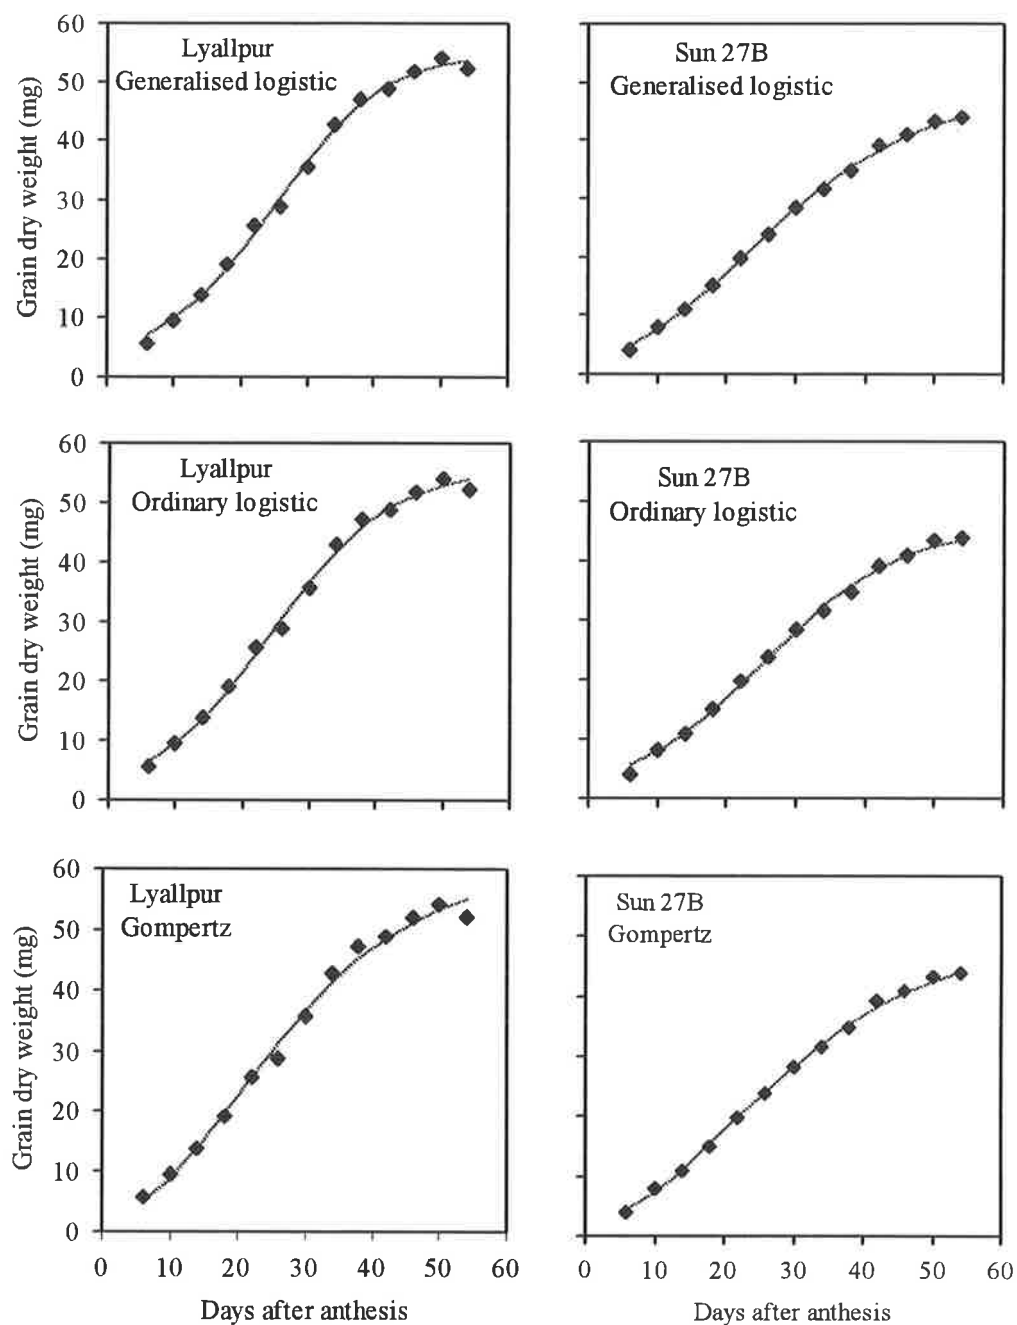 Lyallpur
Generalised logistic
Grain dry weight (mg)
60
50
40
30
20
10
0
Sun 27B
Generalised logistic
Lyallpur
Ordinary logistic
Grain dry weight (mg)
60
50
40
30
20
10
0
Sun 27B
Ordinary logistic
Lyallpur
Gompertz
Grain dry weight (mg)
60
50
40
30
20
10
0
0 10 20 30 40 50 60
Days after anthesis
Sun 27B
Gompertz
0 10 20 30 40 50 60
Days after anthesis